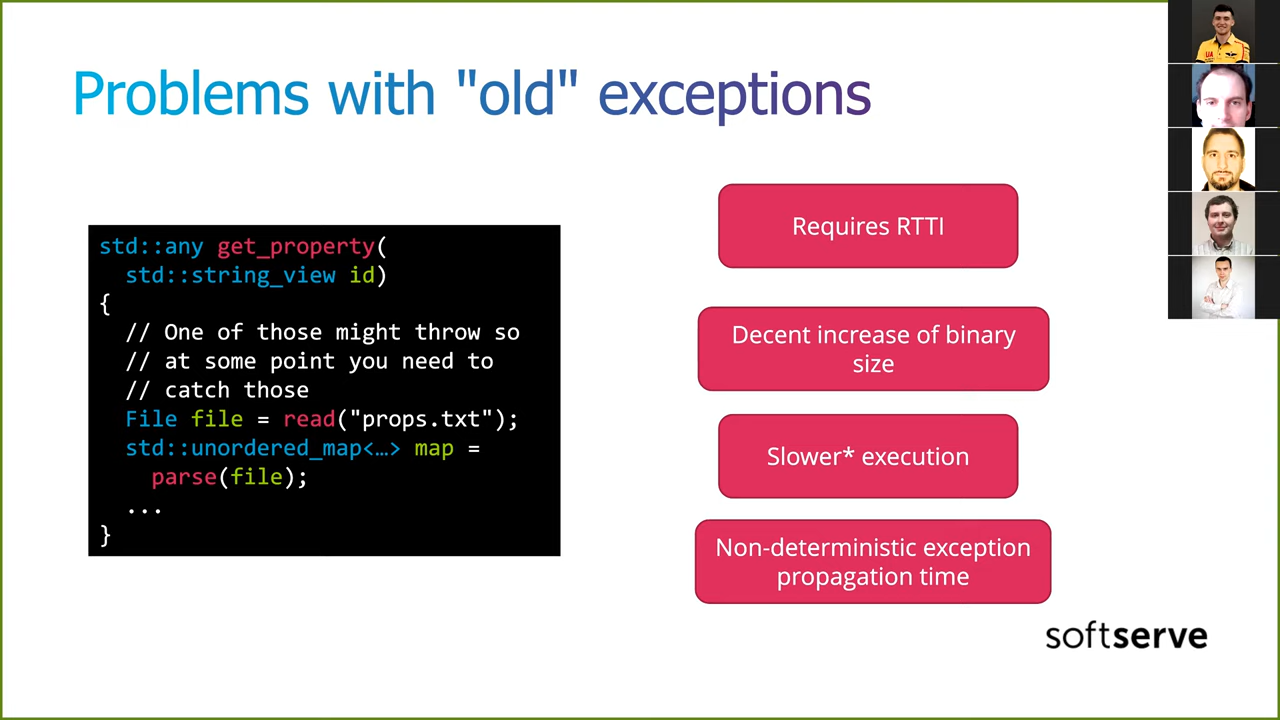 Problems with "old" exceptions
std::any get_property(
std::string_view id)
{
// One of those might throw so
// at some point you need to
// catch those
File file = read("props.txt");
std::unordered_map<…> map =
parse(file);
...
}
Requires RTTI
Decent increase of binary
size
Slower* execution
Non-deterministic exception
propagation time
softserve
UA